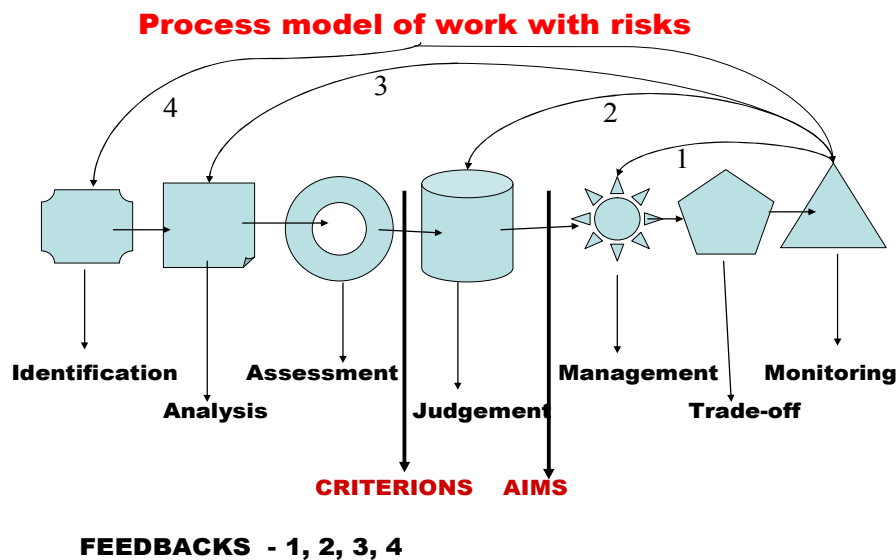 Process model of work with risks
4
3
2
1
Identification
Assessment
Management
Monitoring
Analysis
Judgement
Trade-off
CRITERIONS AIMS
FEEDBACKS - 1, 2, 3, 4